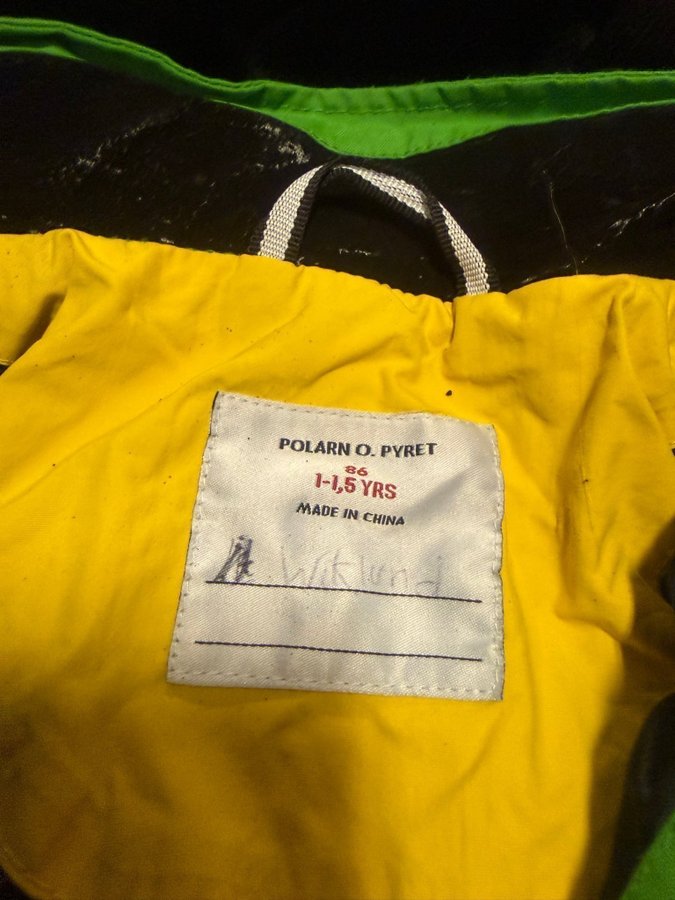 POLARN O. PYRET
86
1-1,5 YRS
MADE IN CHINA
Wiklund